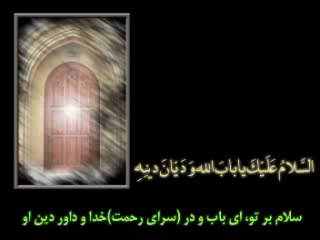 السَّلامُ عَلَيْكَ يا بابَ اللهِ وَ دَيّانَ دينِهِ
سلام بر تو، ای باب و در (سرای رحمت)خدا و داور دین او